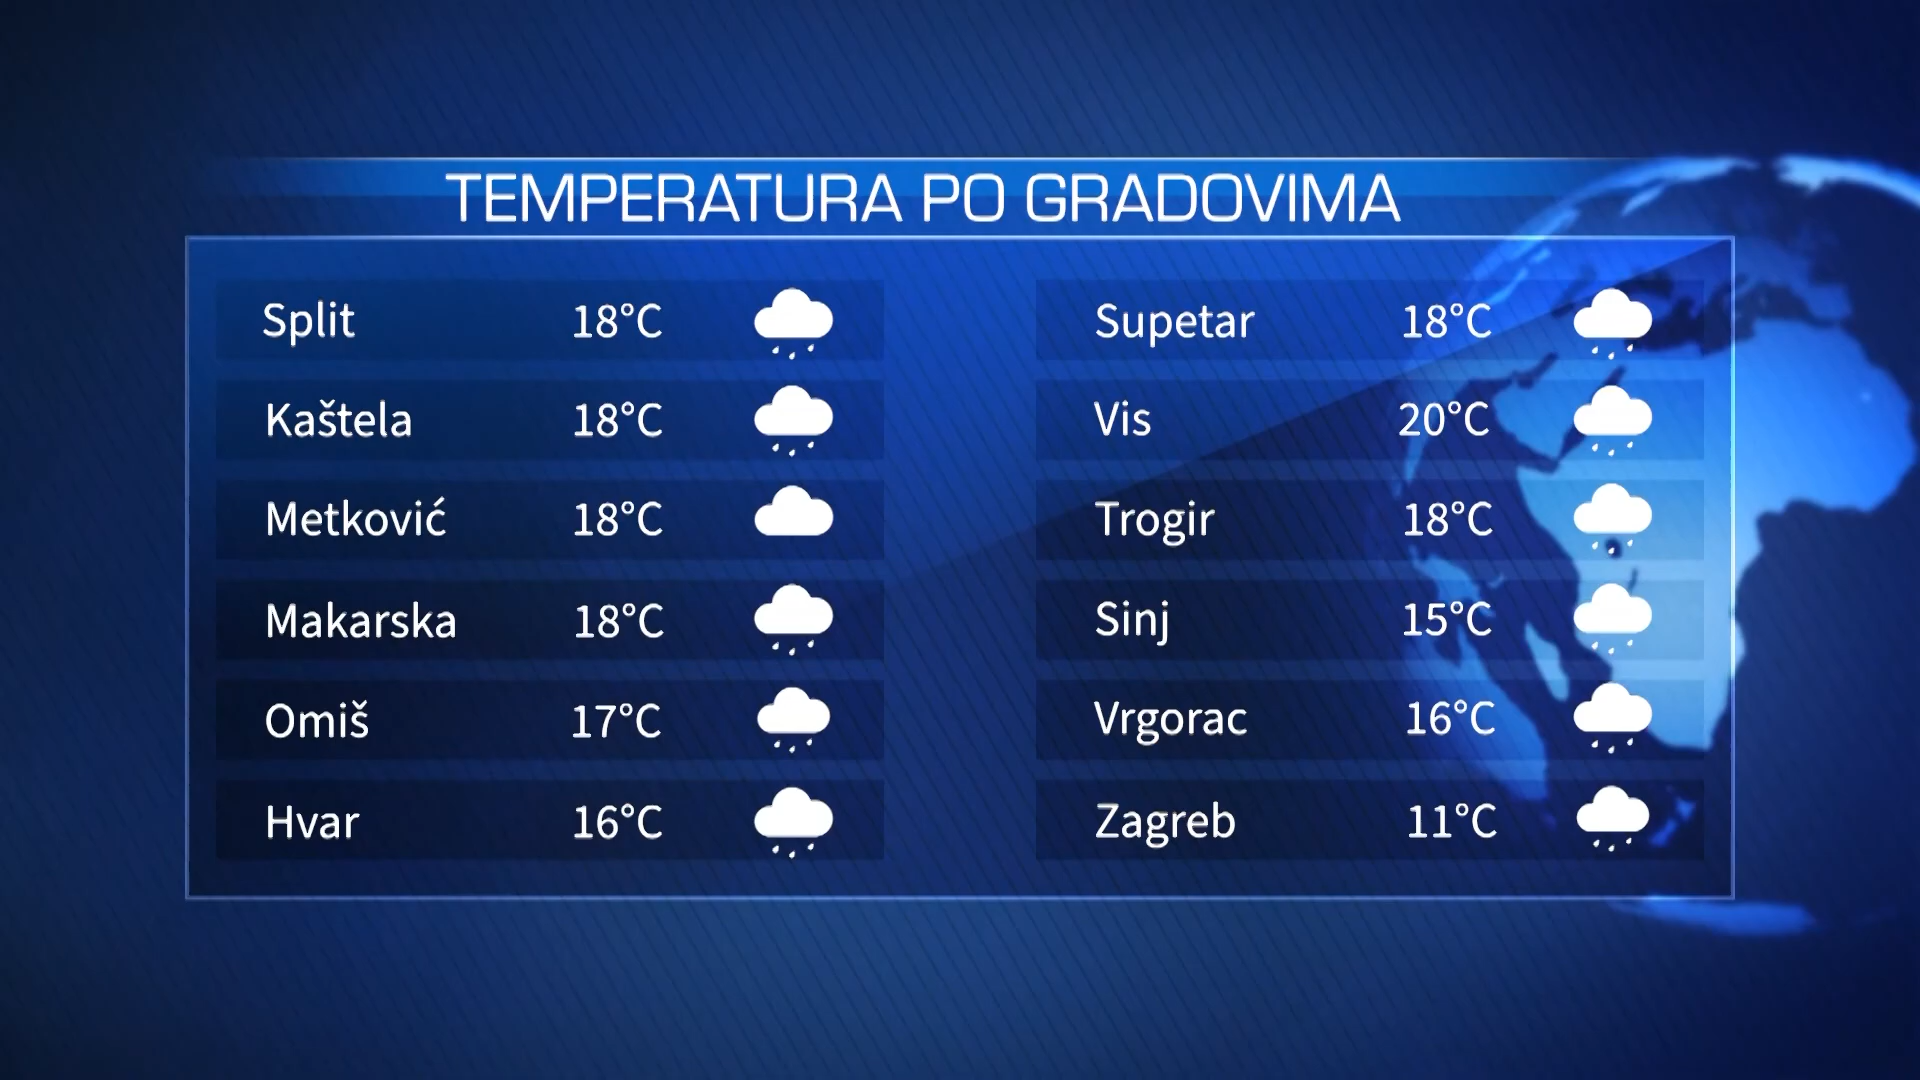 TEMPERATURA PO GRADOVIMA
Split 18°C
Kaštela 18°C
Metković 18°C
Makarska 18°C
Omiš 17°C
Hvar 16°C
Supetar 18°C
Vis 20°C
Trogir 18°C
Sinj 15°C
Vrgorac 16°C
Zagreb 11°C